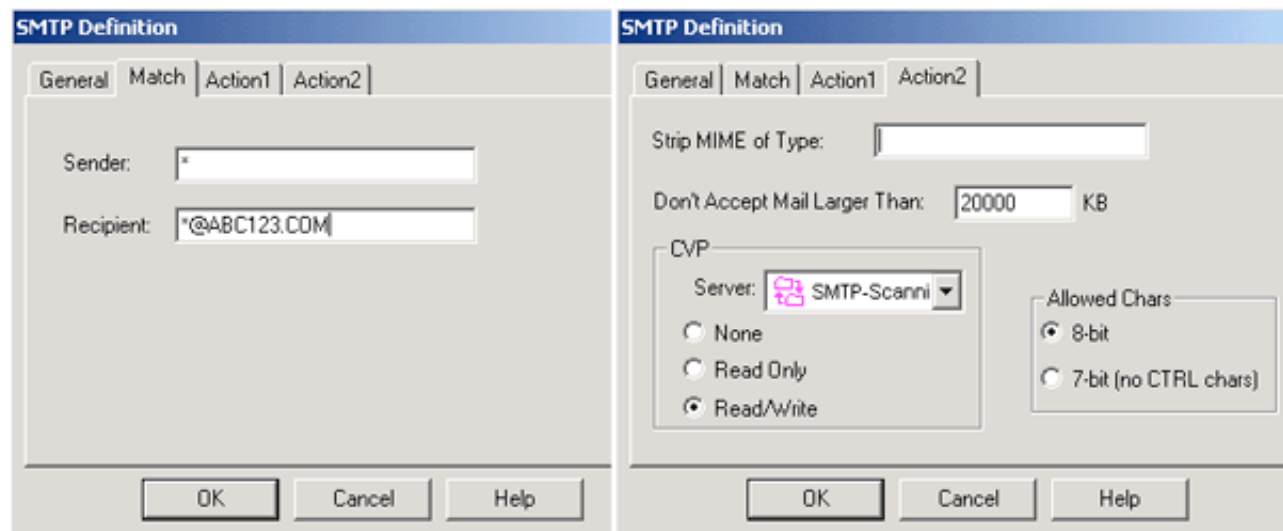 SMTP Definition
General Match Action1 Action2
Sender: *
Recipient: *@ABC123.COM
OK Cancel Help
SMTP Definition
General Match Action1 Action2
Strip MIME of Type:
Don't Accept Mail Larger Than: 20000 KB
CVP
Server: SMTP-Scanni
None
Read Only
Read/Write
Allowed Chars
8-bit
7-bit (no CTRL chars)
OK Cancel Help